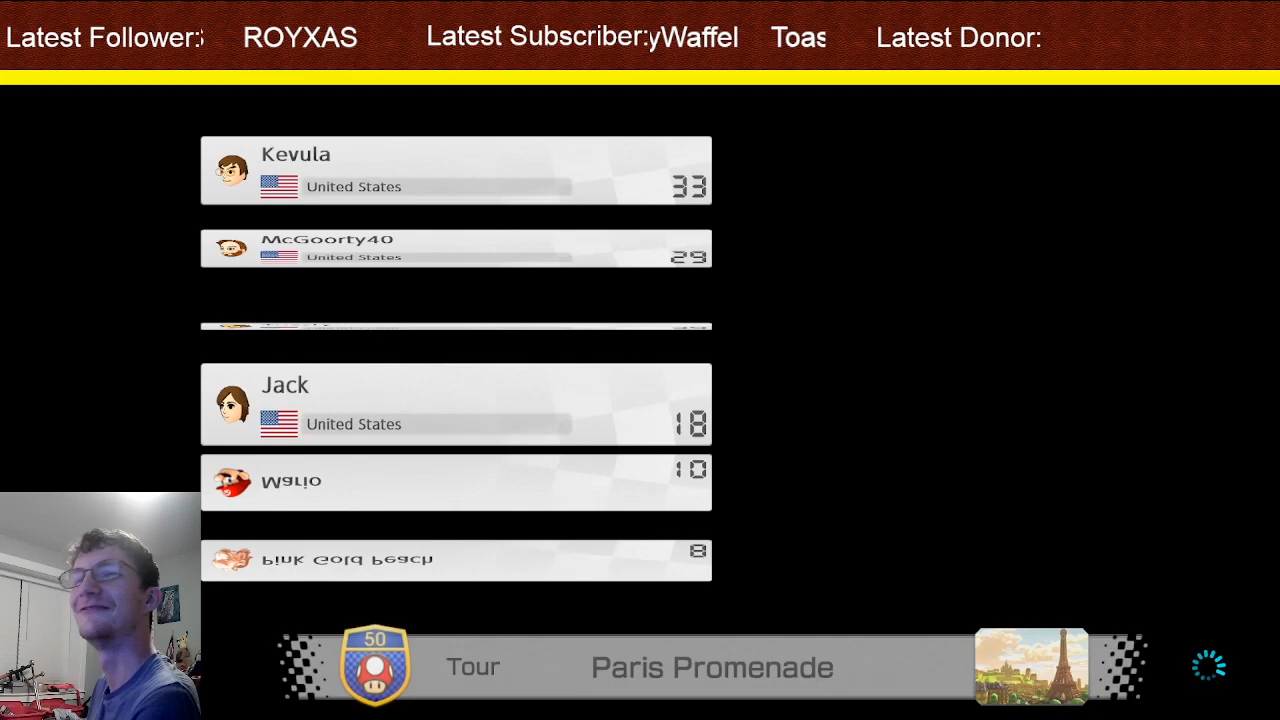 Latest Follower: ROYXAS Latest Subscriber: yWaffel Toas Latest Donor:
Kevula
United States
33
McGoorty40
United States
29
Jack
United States
18
Mario
10
Pink Gold Peach
8
50
Tour Paris Promenade